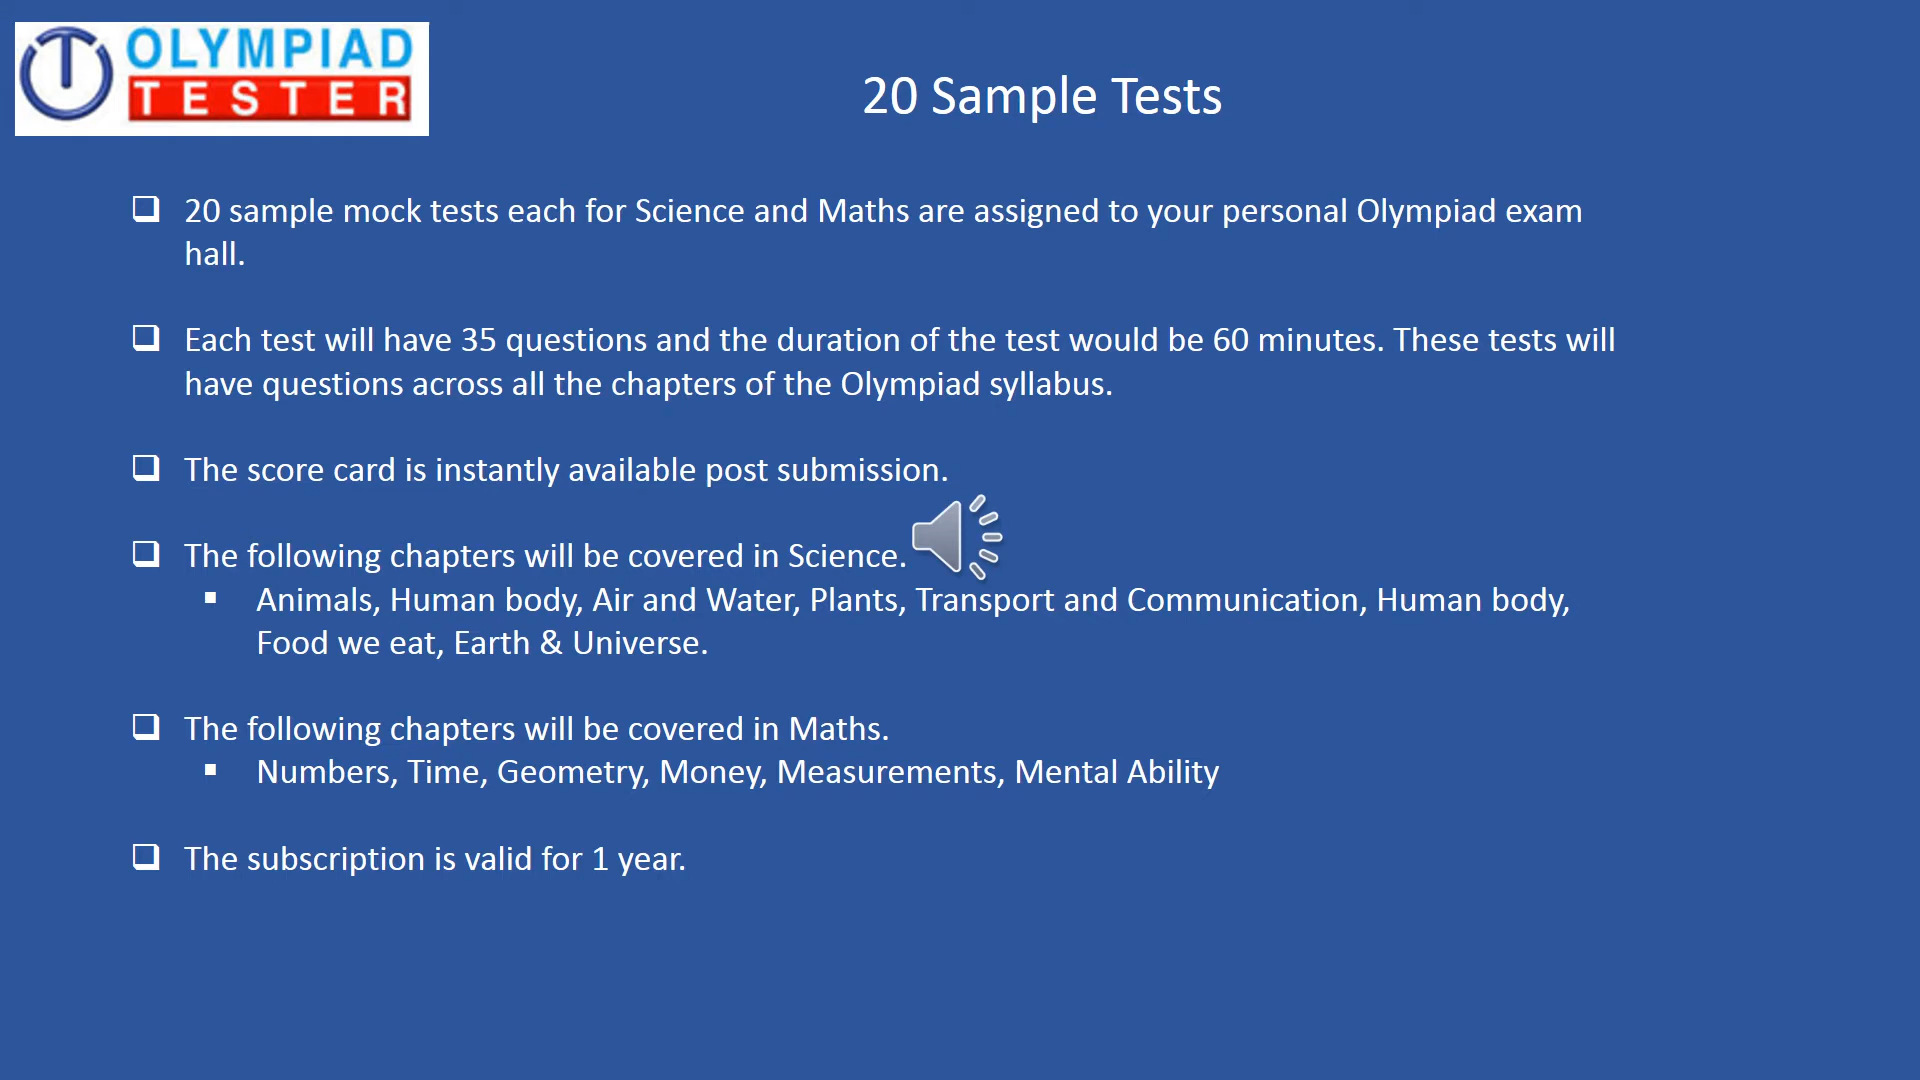 OLYMPIAD
TESTER
20 Sample Tests
20 sample mock tests each for Science and Maths are assigned to your personal Olympiad exam
hall.
Each test will have 35 questions and the duration of the test would be 60 minutes. These tests will
have questions across all the chapters of the Olympiad syllabus.
The score card is instantly available post submission.
The following chapters will be covered in Science.
Animals, Human body, Air and Water, Plants, Transport and Communication, Human body,
Food we eat, Earth & Universe.
The following chapters will be covered in Maths.
Numbers, Time, Geometry, Money, Measurements, Mental Ability
The subscription is valid for 1 year.